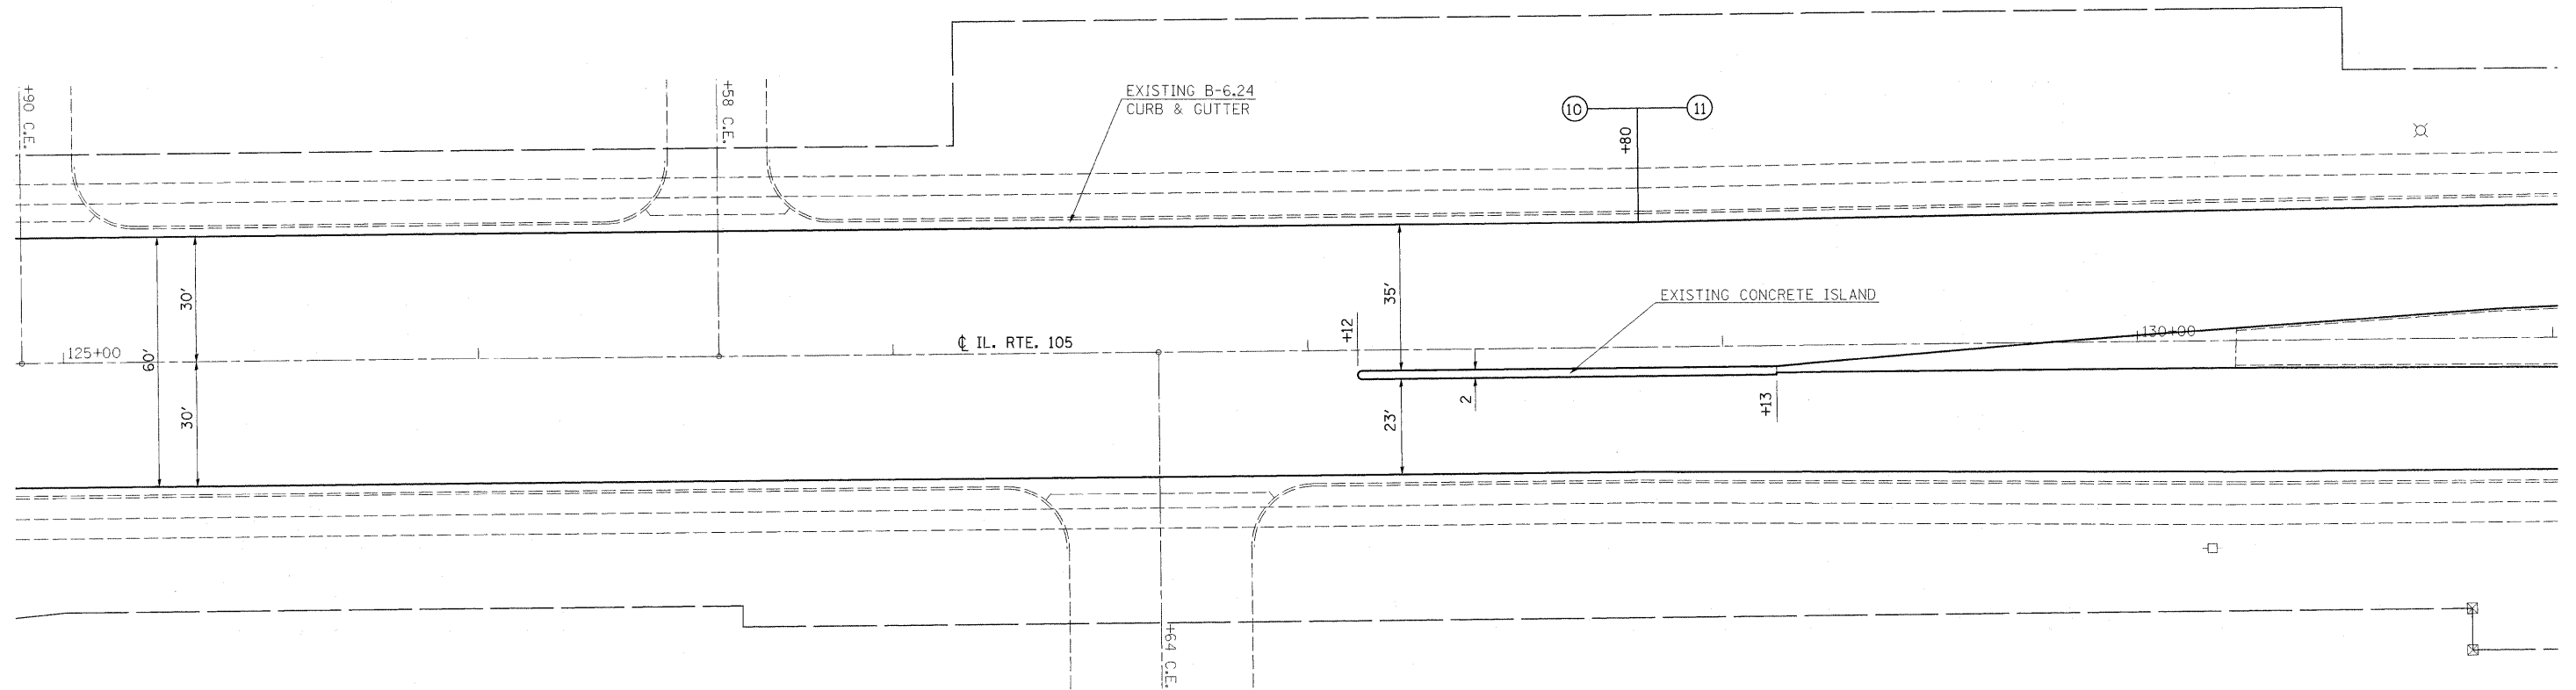 +90 C.E.
+58 C.E.
EXISTING B-6.24
CURB & GUTTER
10
11
+80
30'
60'
30'
125+00
℄ IL. RTE. 105
+12
35'
EXISTING CONCRETE ISLAND
130+00
2
23'
+13
+64 C.E.